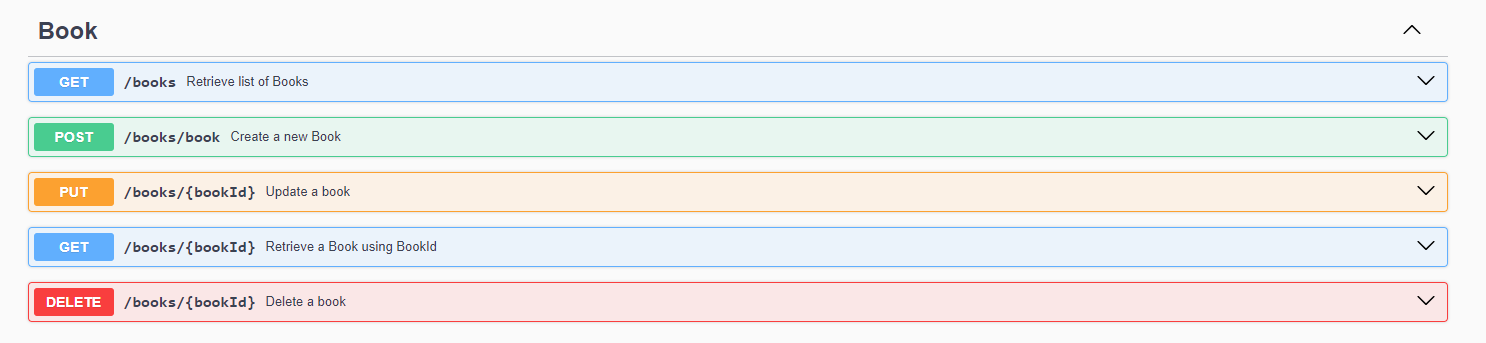 Book
GET /books Retrieve list of Books
POST /books/book Create a new Book
PUT /books/{bookId} Update a book
GET /books/{bookId} Retrieve a Book using BookId
DELETE /books/{bookId} Delete a book